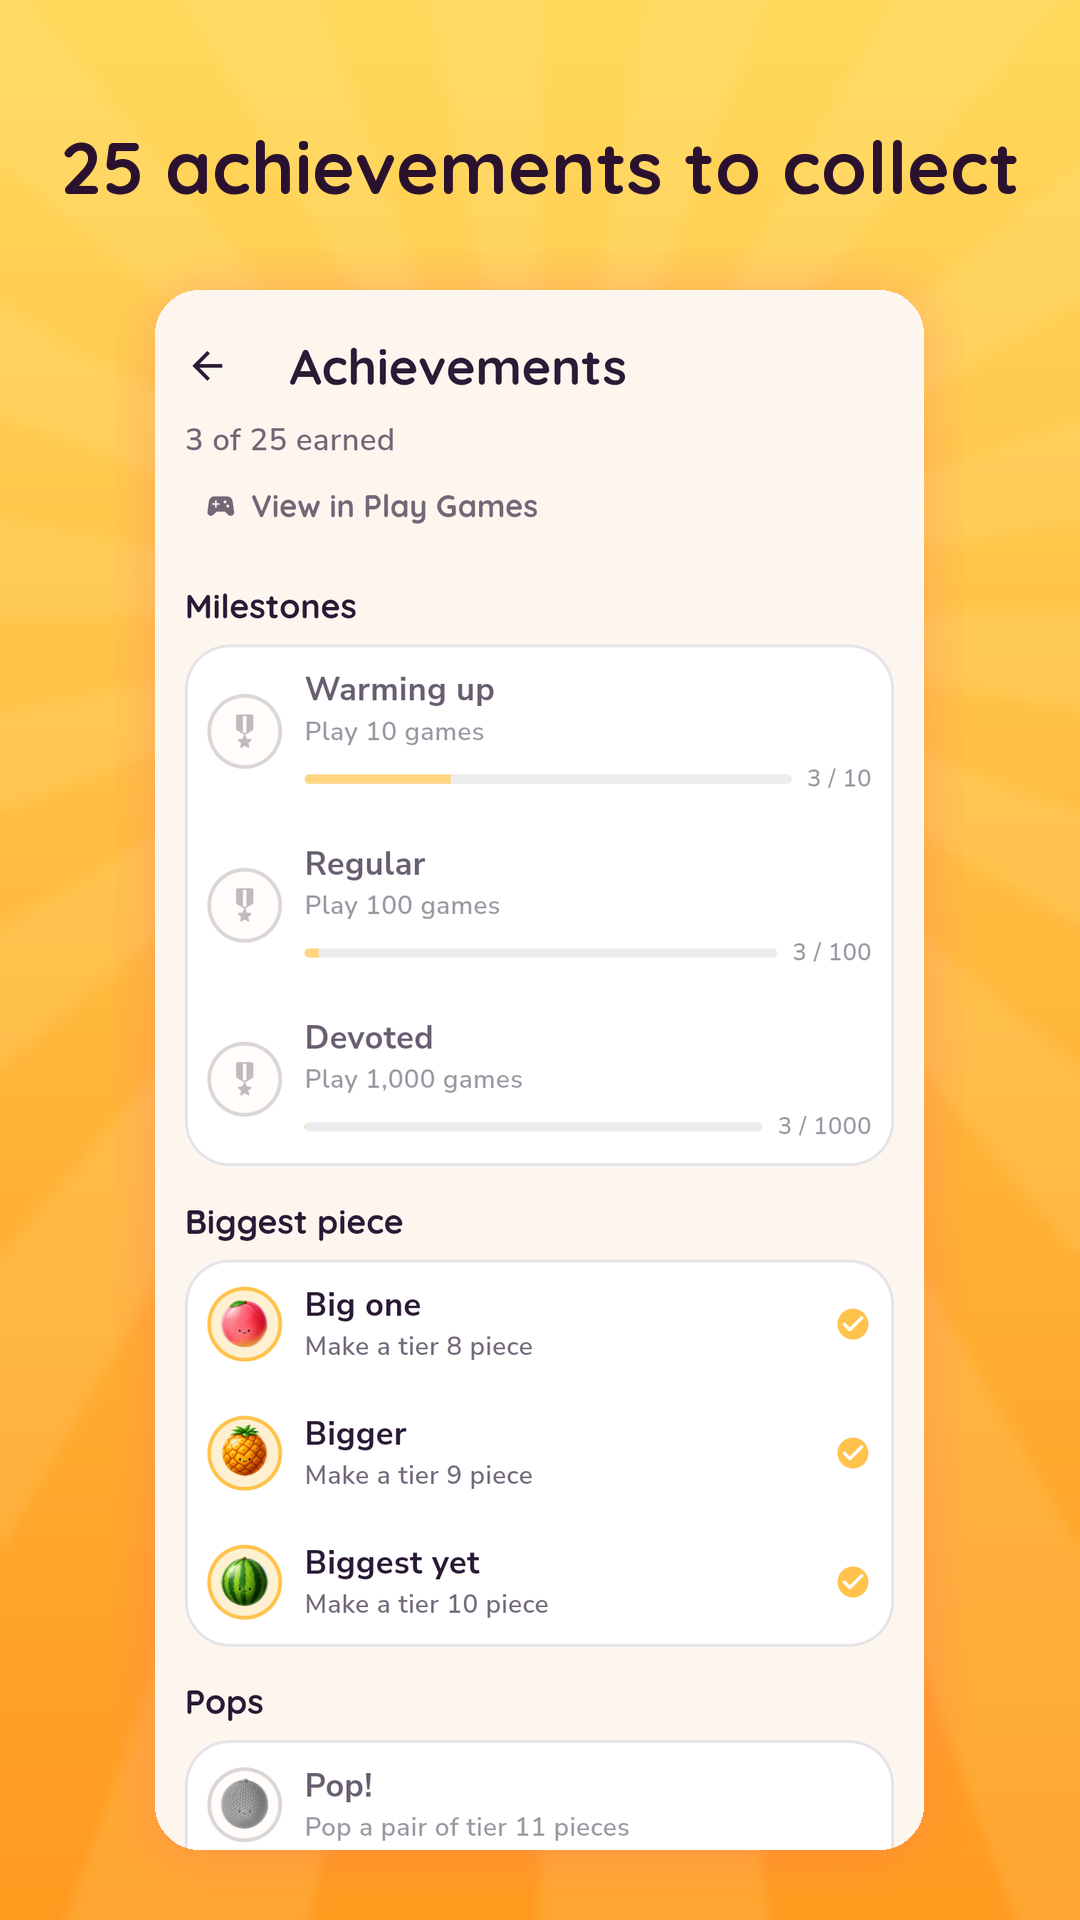 25 achievements to collect
Achievements
3 of 25 earned
View in Play Games
Milestones
Warming up
Play 10 games
3 / 10
Regular
Play 100 games
3 / 100
Devoted
Play 1,000 games
3 / 1000
Biggest piece
Big one
Make a tier 8 piece
Bigger
Make a tier 9 piece
Biggest yet
Make a tier 10 piece
Pops
Pop!
Pop a pair of tier 11 pieces